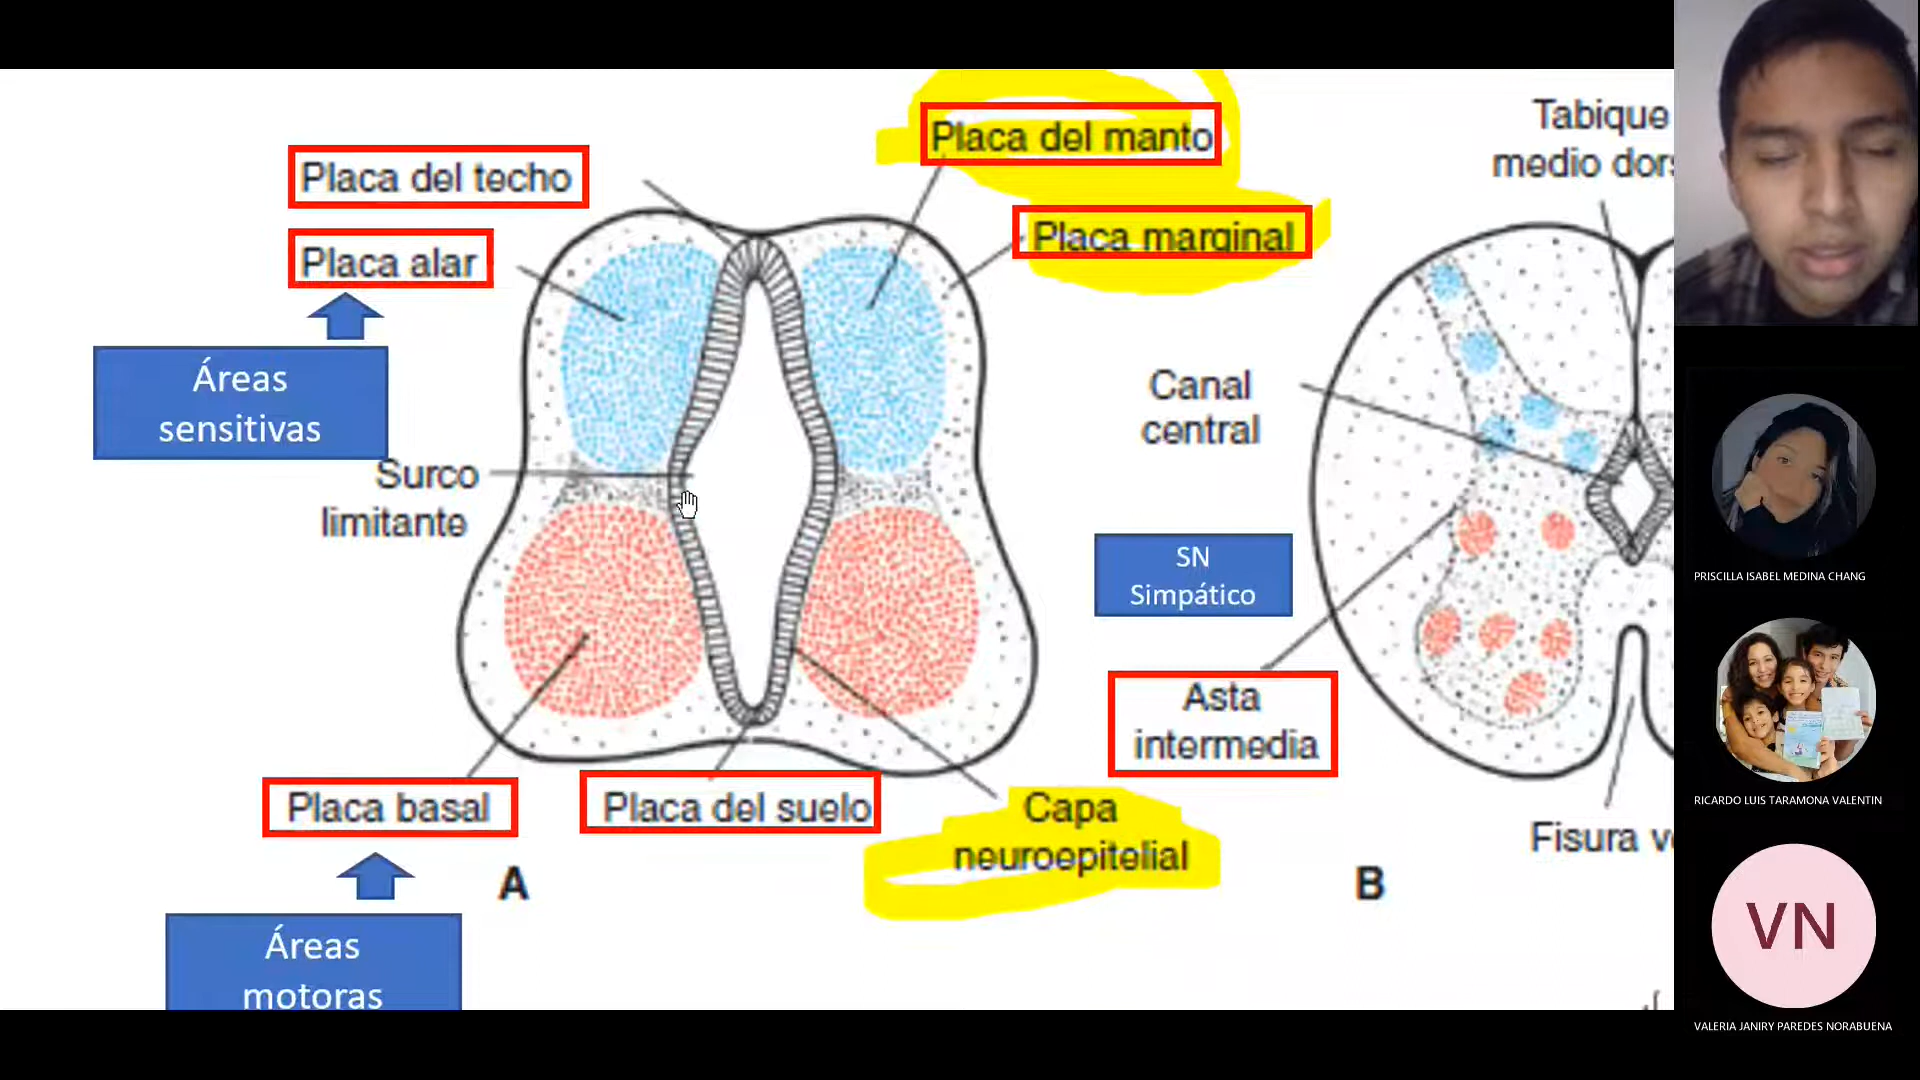 Placa del techo
Placa alar
Áreas
sensitivas
Surco
limitante
Placa basal
Áreas
motoras
Placa del suelo
A
Placa del manto
Placa marginal
Capa
neuroepitelial
Tabique
medio dor
Canal
central
SN
Simpático
Asta
intermedia
Fisura v
B
PRISCILLA ISABEL MEDINA CHANG
RICARDO LUIS TARAMONA VALENTIN
VN
VALERIA JANIRY PAREDES NORABUENA